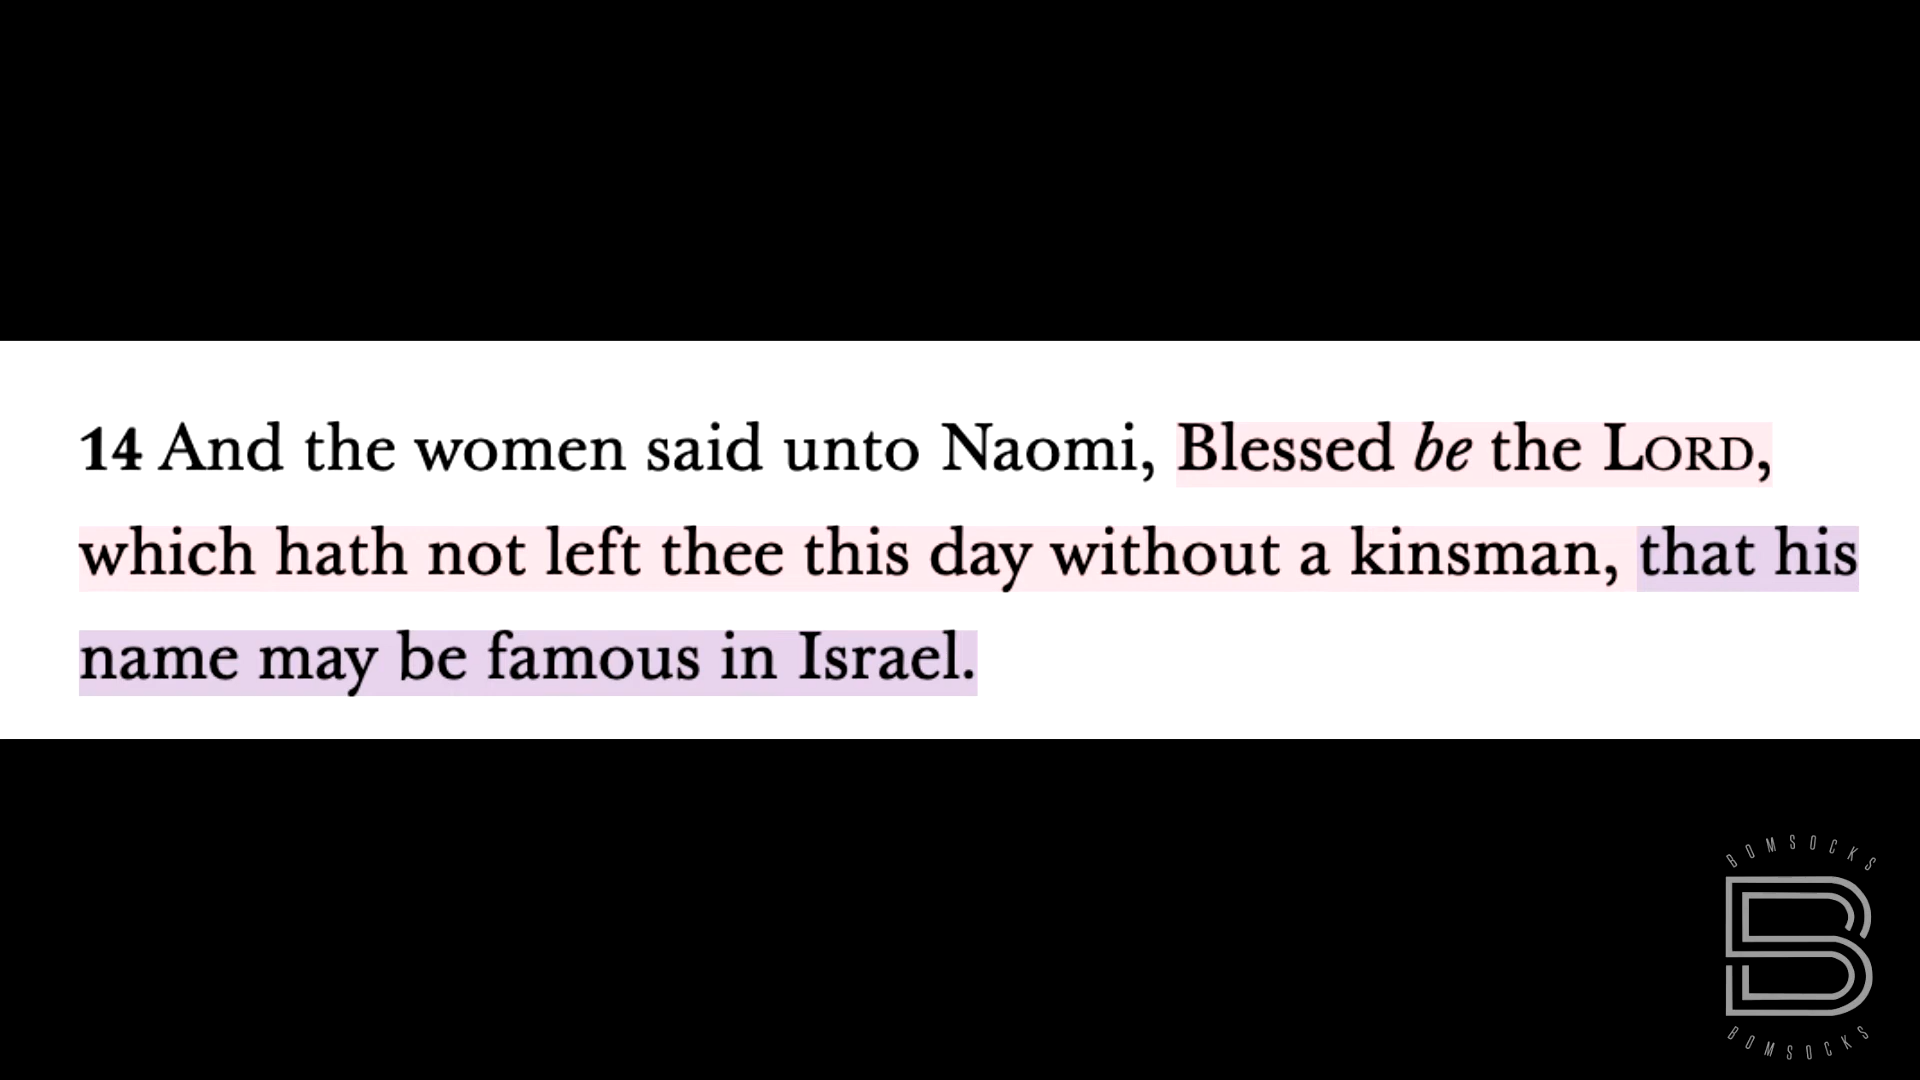 14 And the women said unto Naomi, Blessed be the LORD,
which hath not left thee this day without a kinsman, that his
name may be famous in Israel.
BOMSOCKS
B
BOMSOCKS